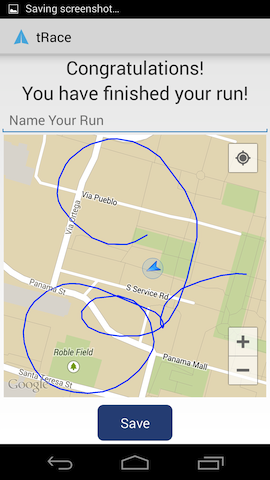 Saving screenshot...
tRace
Congratulations!
You have finished your run!
Name Your Run
Via Pueblo
Via Ortega
S Service Rd
Panama St
Roble Field
Panama Mall
Google
Santa Teresa St
Save